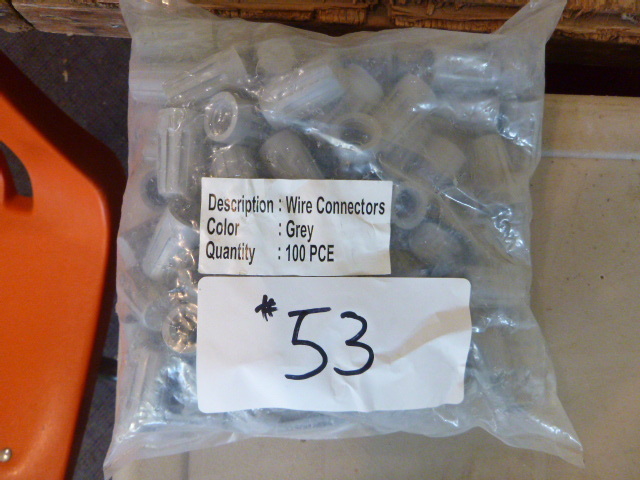 Description : Wire Connectors
Color : Grey
Quantity : 100 PCE
*53